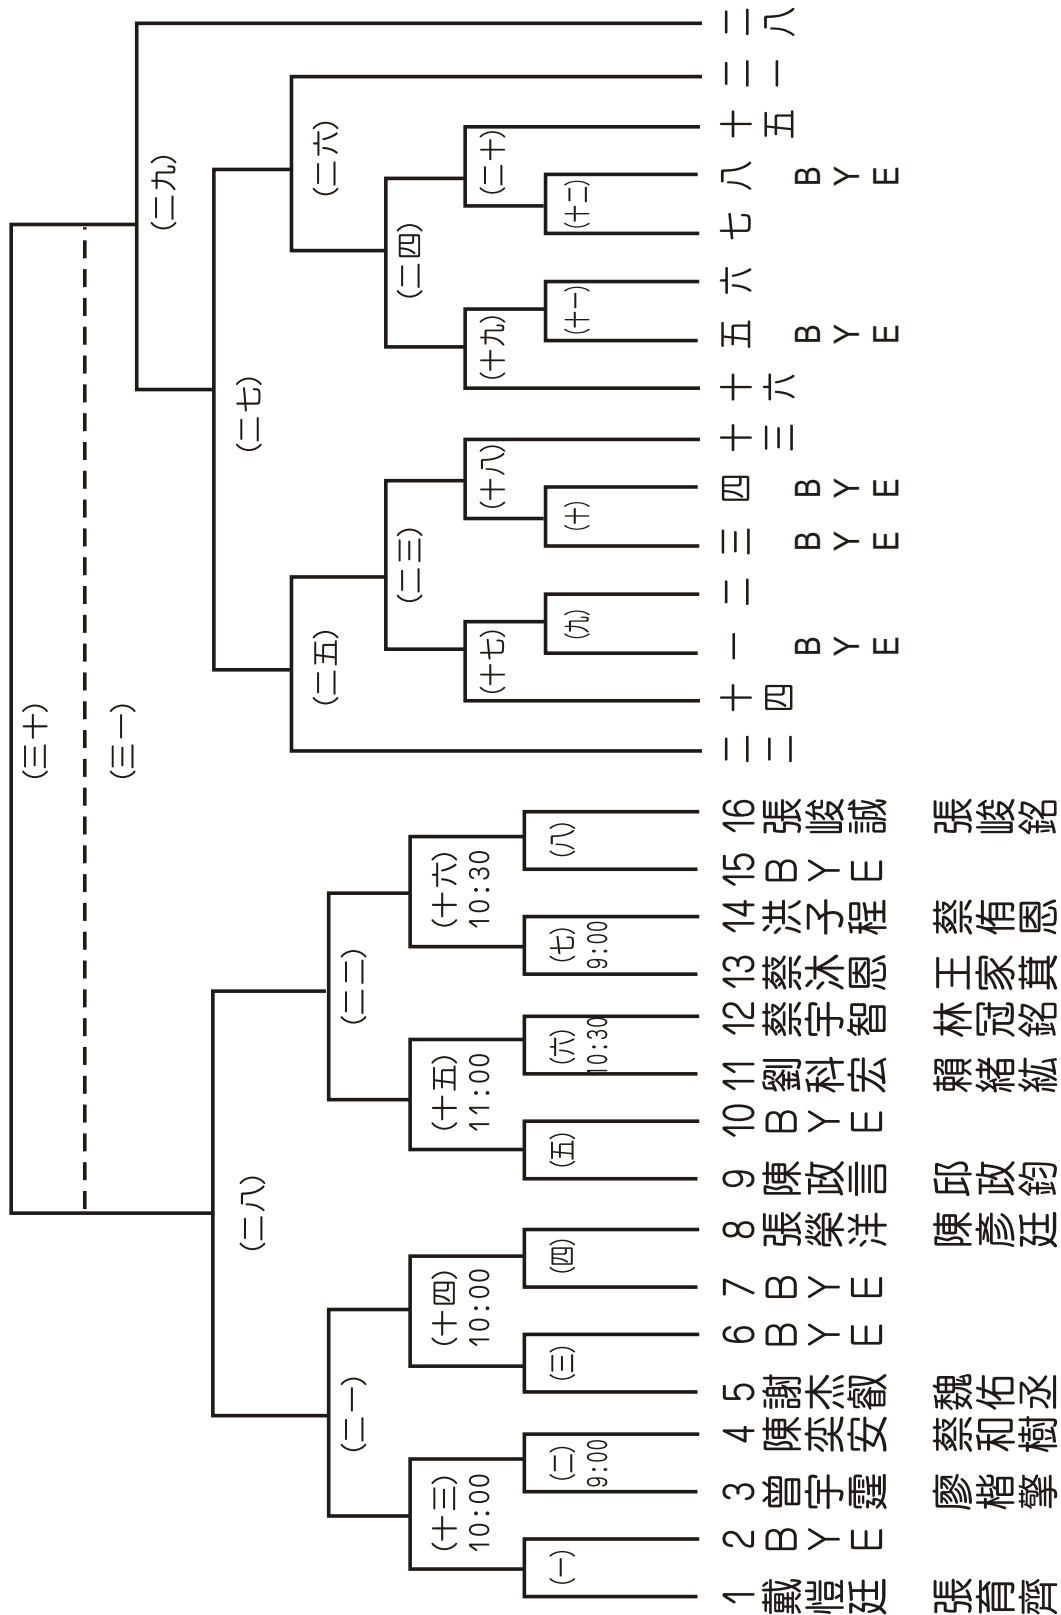 (三十)
(三一)
(二九)
(二八)
(二七)
(二五)
(二六)
(二一)
(二二)
(二三)
(二四)
(十三)
10:00
(十四)
10:00
(十五)
11:00
(十六)
10:30
(十七)
(十八)
(十九)
(二十)
(一)
(二)
9:00
(三)
(四)
(五)
(六)
10:30
(七)
9:00
(八)
(九)
(十)
(十一)
(十二)
1 戴愷廷 張育齊
2 BYE
3 曾宇霆 廖楷擎
4 陳奕安 蔡和樹
5 謝杰叡 魏佑丞
6 BYE
7 BYE
8 張榮洋 陳彥廷
9 陳政言 邱政鈞
10 BYE
11 劉科宏 賴緒紘
12 蔡宇智 林冠銘
13 蔡沐恩 王家萁
14 洪子程 蔡侑恩
15 BYE
16 張峻誠 張峻銘
二二
十四
一 BYE
二
三 BYE
四 BYE
十三
十六
五 BYE
六
七
八 BYE
十五
二一
二八